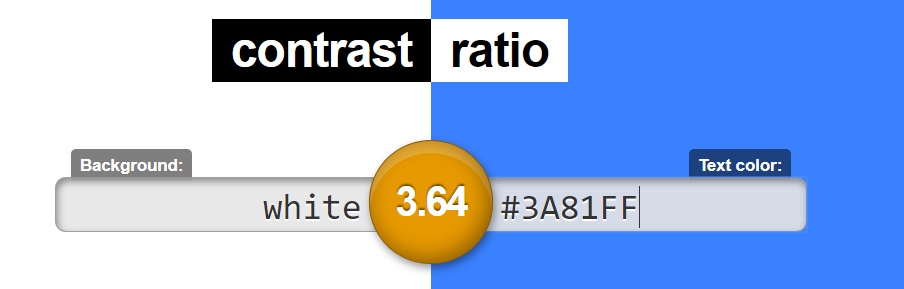 contrast ratio
Background:
Text color:
white
3.64
#3A81FF